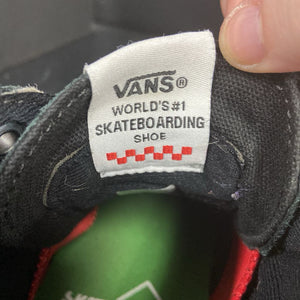 VANS®
WORLD'S #1
SKATEBOARDING
SHOE